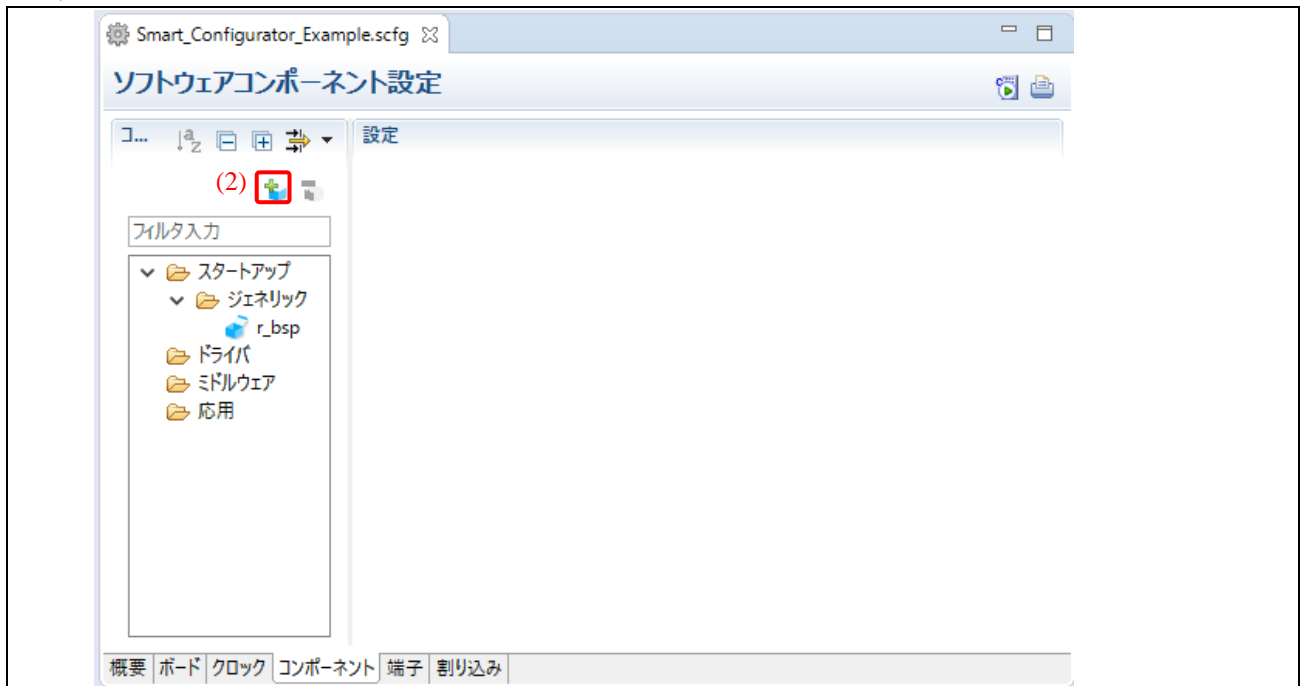 Smart_Configurator_Example.scfg
ソフトウェアコンポーネント設定
コ...
設定
(2)
フィルタ入力
スタートアップ
ジェネリック
r_bsp
ドライバ
ミドルウェア
応用
概要 ボード クロック コンポーネント 端子 割り込み